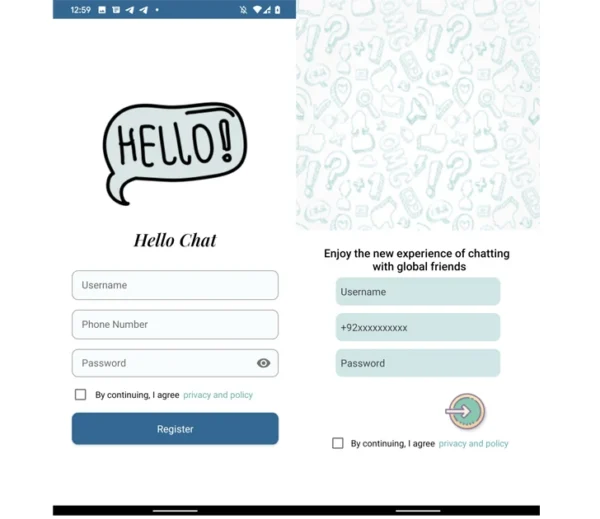 12:59
HELLO!
Hello Chat
Username
Phone Number
Password
By continuing, I agree privacy and policy
Register
Enjoy the new experience of chatting
with global friends
Username
+92xxxxxxxxxx
Password
By continuing, I agree privacy and policy